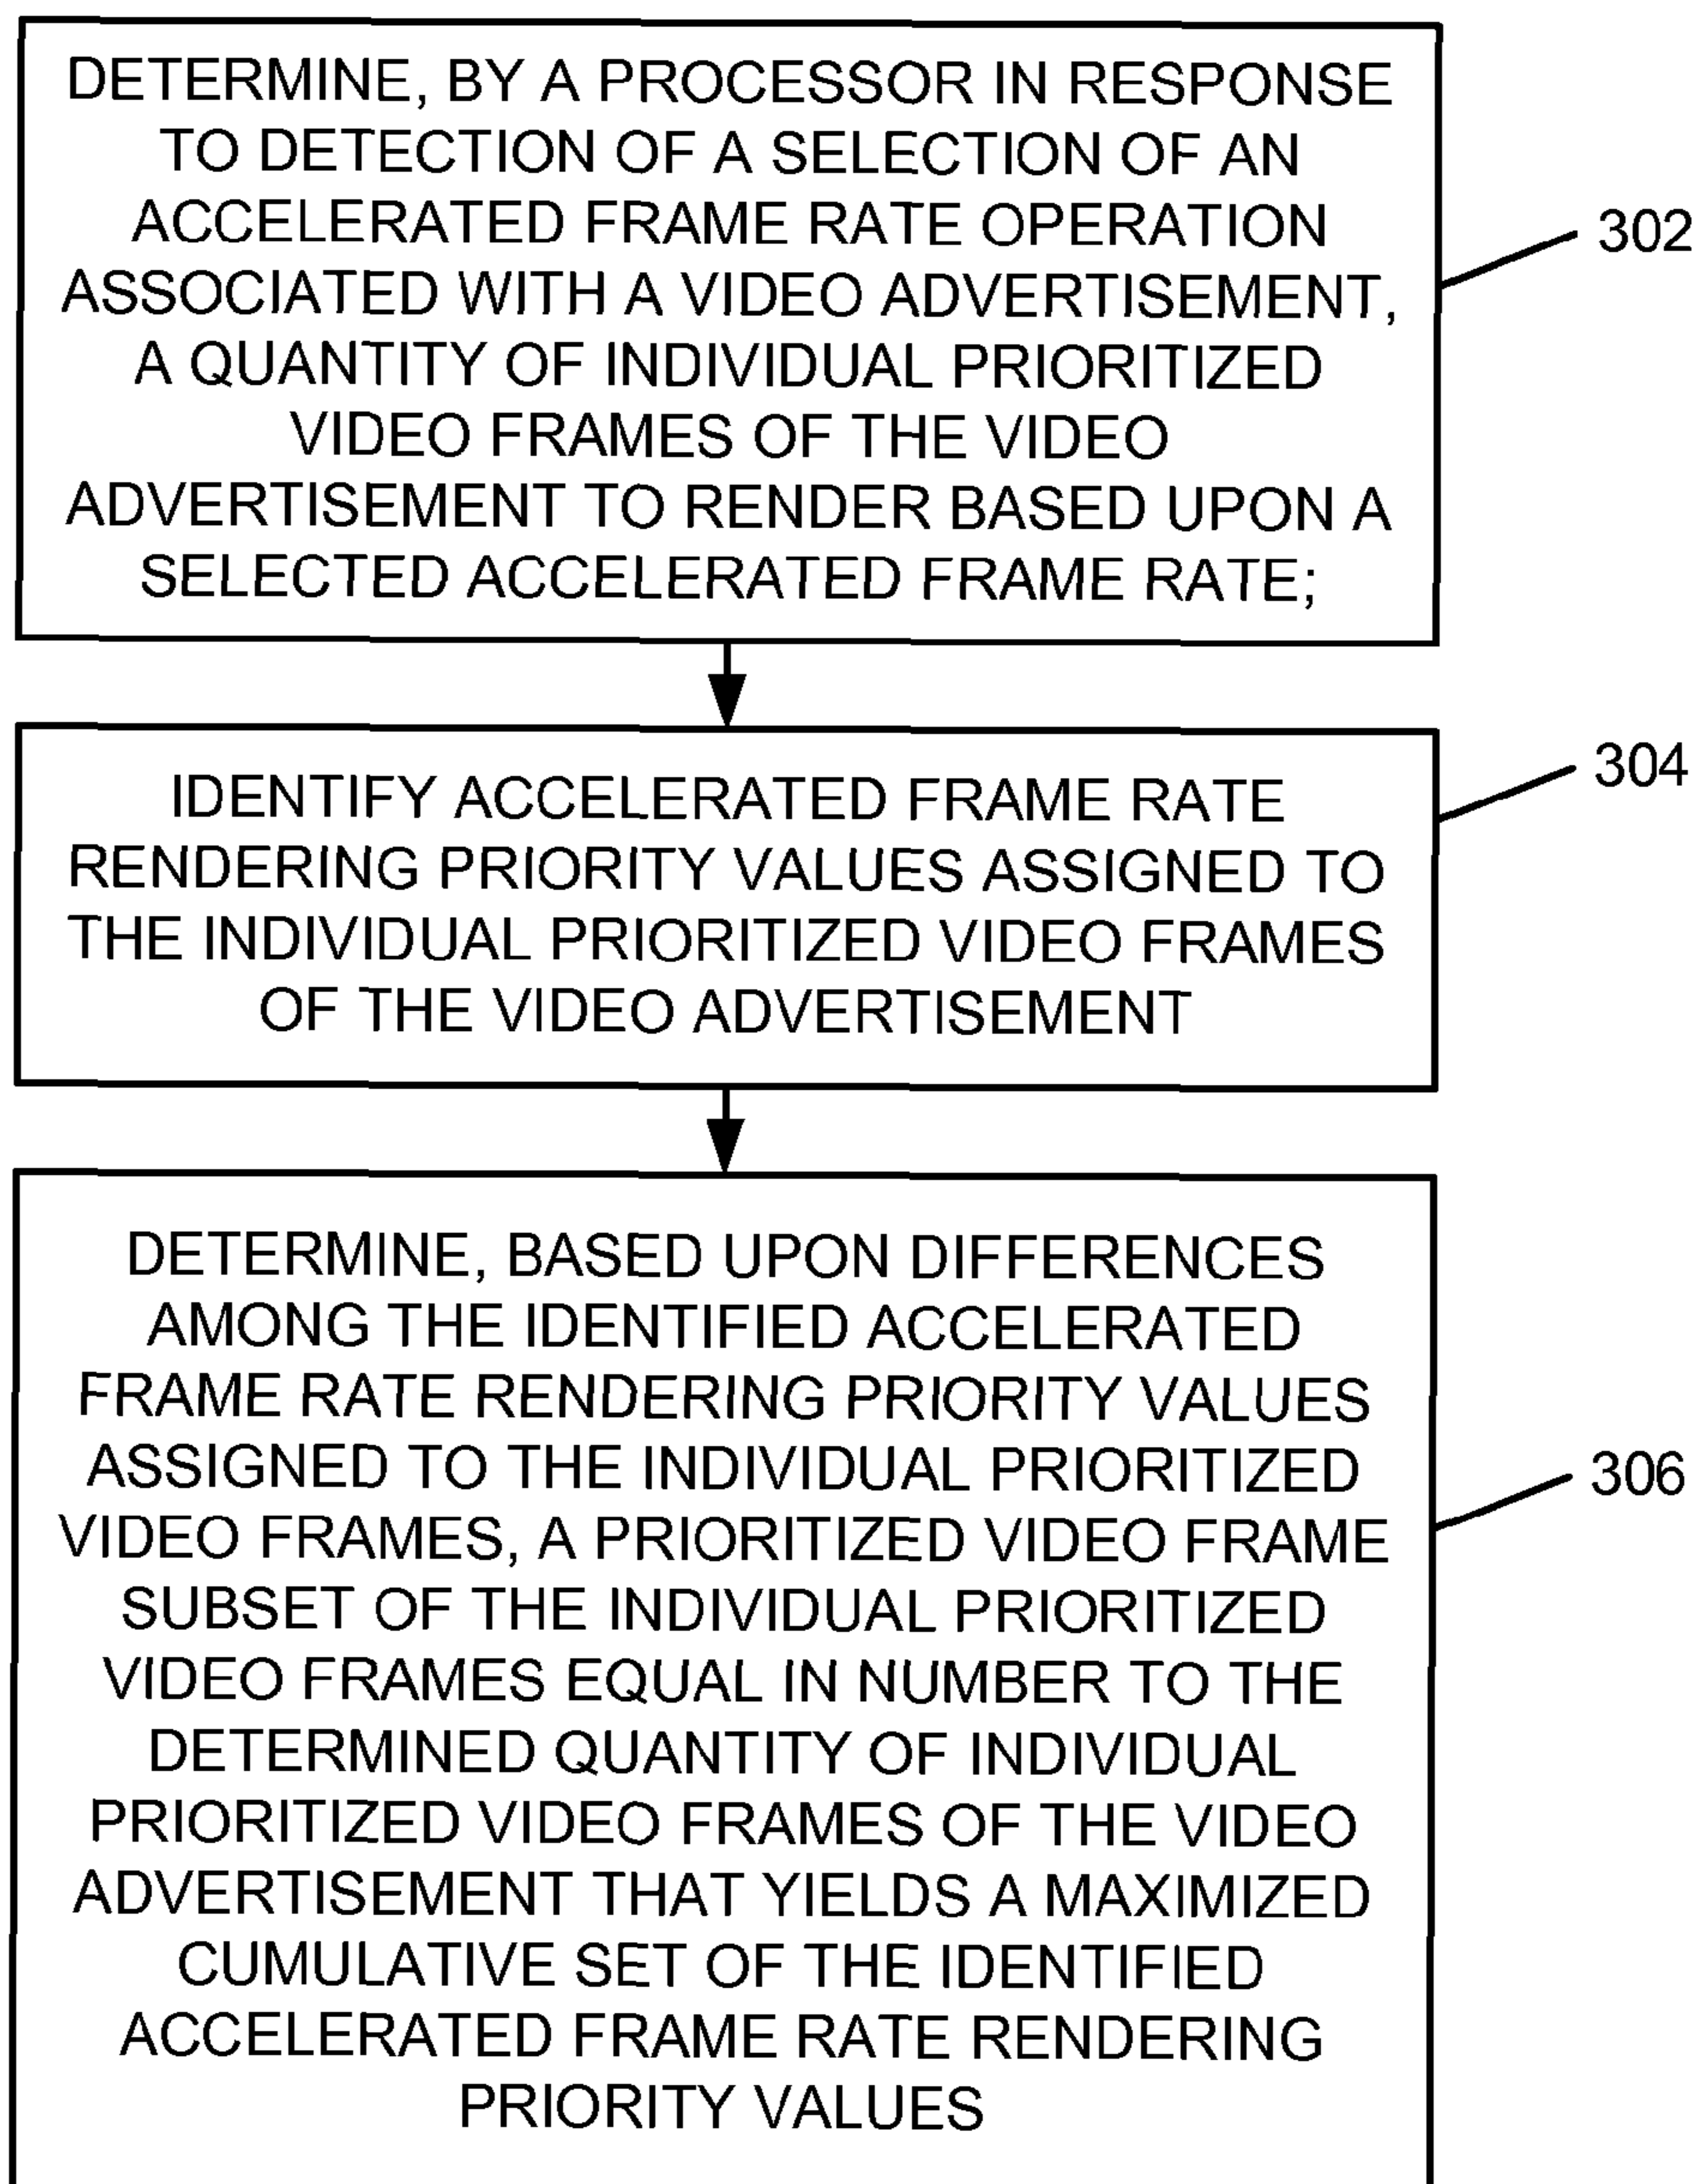 DETERMINE, BY A PROCESSOR IN RESPONSE
TO DETECTION OF A SELECTION OF AN
ACCELERATED FRAME RATE OPERATION
ASSOCIATED WITH A VIDEO ADVERTISEMENT,
A QUANTITY OF INDIVIDUAL PRIORITIZED
VIDEO FRAMES OF THE VIDEO
ADVERTISEMENT TO RENDER BASED UPON A
SELECTED ACCELERATED FRAME RATE;
302
IDENTIFY ACCELERATED FRAME RATE
RENDERING PRIORITY VALUES ASSIGNED TO
THE INDIVIDUAL PRIORITIZED VIDEO FRAMES
OF THE VIDEO ADVERTISEMENT
304
DETERMINE, BASED UPON DIFFERENCES
AMONG THE IDENTIFIED ACCELERATED
FRAME RATE RENDERING PRIORITY VALUES
ASSIGNED TO THE INDIVIDUAL PRIORITIZED
VIDEO FRAMES, A PRIORITIZED VIDEO FRAME
SUBSET OF THE INDIVIDUAL PRIORITIZED
VIDEO FRAMES EQUAL IN NUMBER TO THE
DETERMINED QUANTITY OF INDIVIDUAL
PRIORITIZED VIDEO FRAMES OF THE VIDEO
ADVERTISEMENT THAT YIELDS A MAXIMIZED
CUMULATIVE SET OF THE IDENTIFIED
ACCELERATED FRAME RATE RENDERING
PRIORITY VALUES
306